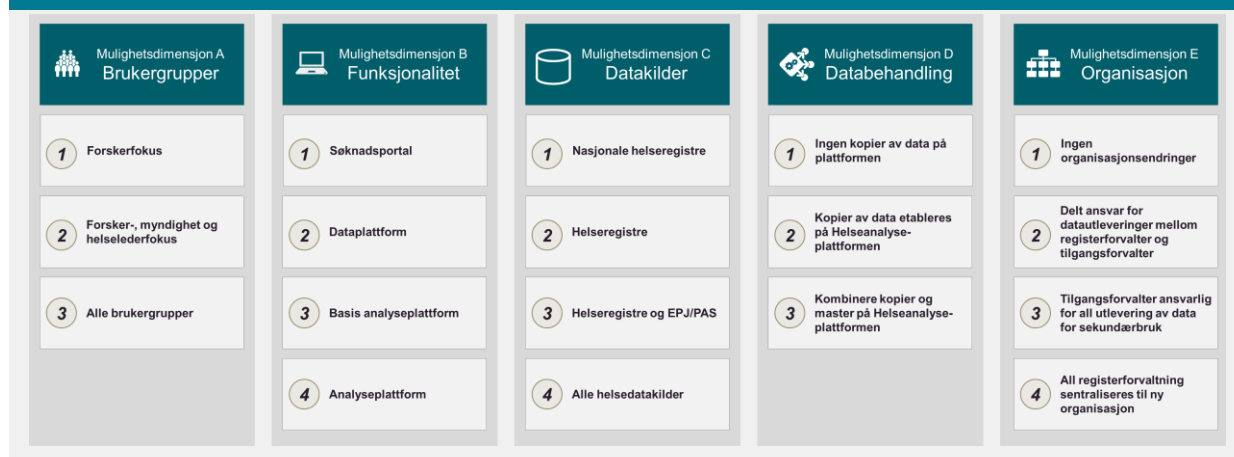 Mulighetsdimensjon A
Brukergrupper
1
Forskerfokus
2
Forsker-, myndighet og
helselederfokus
3
Alle brukergrupper
Mulighetsdimensjon B
Funksjonalitet
1
Søknadsportal
2
Dataplattform
3
Basis analyseplattform
4
Analyseplattform
Mulighetsdimensjon C
Datakilder
1
Nasjonale helseregistre
2
Helseregistre
3
Helseregistre og EPJ/PAS
4
Alle helsedatakilder
Mulighetsdimensjon D
Databehandling
1
Ingen kopier av data på
plattformen
2
Kopier av data etableres
på Helseanalyse-
plattformen
3
Kombinere kopier og
master på Helseanalyse-
plattformen
Mulighetsdimensjon E
Organisasjon
1
Ingen
organisasjonsendringer
2
Delt ansvar for
datautleveringer mellom
registerforvalter og
tilgangsforvalter
3
Tilgangsforvalter ansvarlig
for all utlevering av data
for sekundærbruk
4
All registerforvaltning
sentraliseres til ny
organisasjon